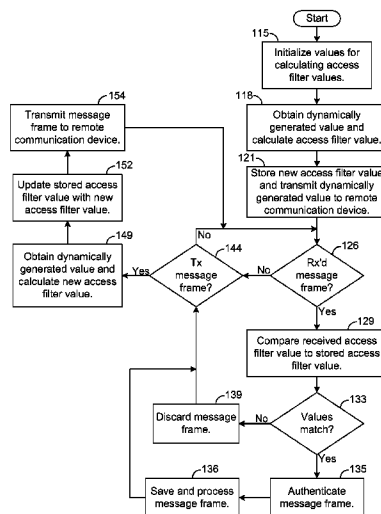 Start
115
Initialize values for
calculating access
filter values.
118
Obtain dynamically
generated value and
calculate access filter value.
121
Store new access filter value
and transmit dynamically
generated value to remote
communication device.
154
Transmit message
frame to remote
communication device.
152
Update stored access
filter value with new
access filter value.
149
Obtain dynamically
generated value and
calculate new access
filter value.
No
144
Tx
message
frame?
Yes
126
Rx'd
message
frame?
No
Yes
129
Compare received access
filter value to stored access
filter value.
133
Values
match?
No
139
Discard message
frame.
Yes
136
Save and process
message frame.
135
Authenticate
message frame.